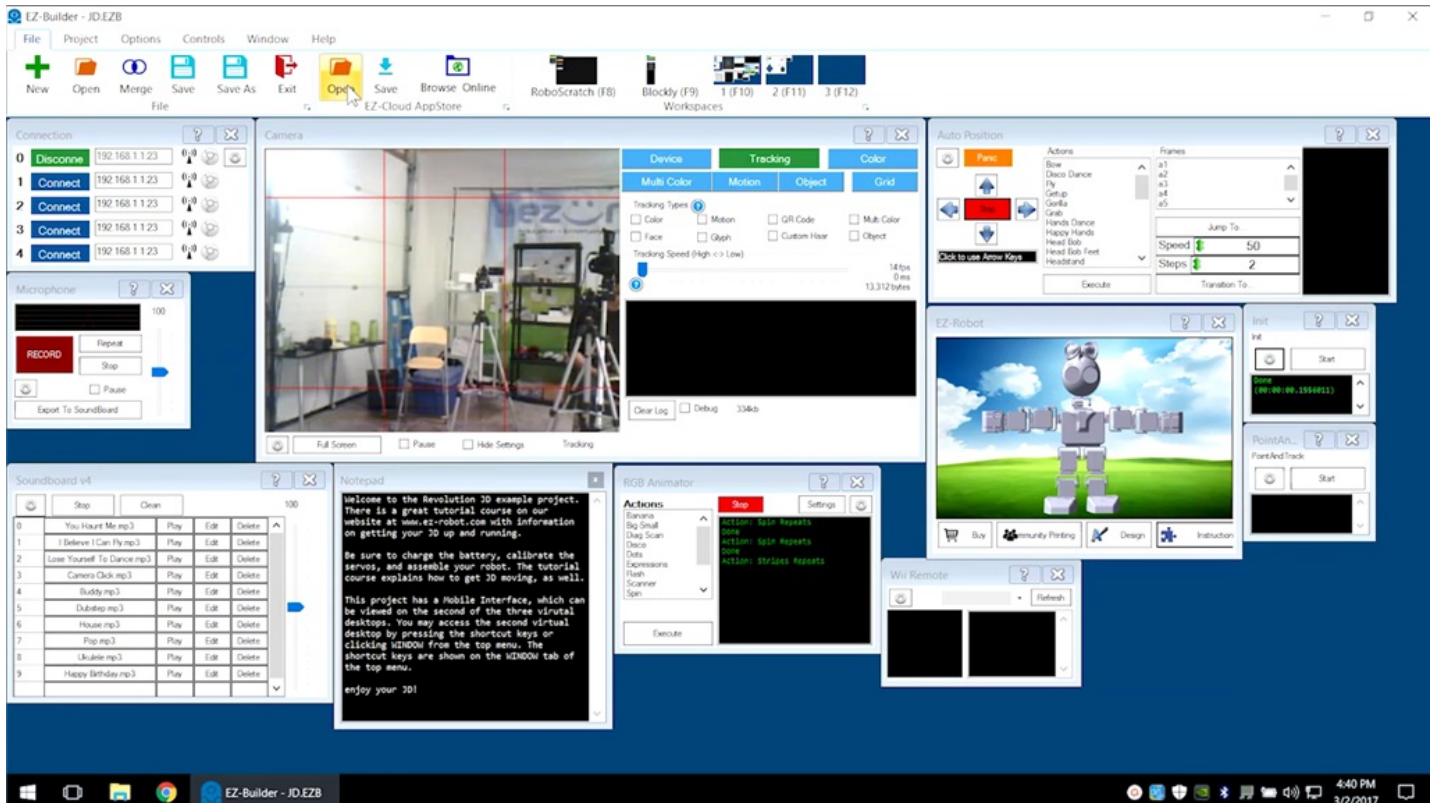 EZ-Builder - JD.EZB
File Project Options Controls Window Help
New Open Merge Save Save As Exit
File
Open Save Browse Online
EZ-Cloud AppStore
RoboScratch (F8) Blockly (F9) 1 (F10) 2 (F11) 3 (F12)
Workspaces
Connection
0 Disconne 192.168.1.1:23
1 Connect 192.168.1.1:23
2 Connect 192.168.1.1:23
3 Connect 192.168.1.1:23
4 Connect 192.168.1.1:23
Microphone
100
RECORD
Repeat
Stop
Pause
Export To SoundBoard
Camera
Device Tracking Color
Multi Color Motion Object Grid
Tracking Types
Color Motion QR Code Multi Color
Face Glyph Custom Haar Object
Tracking Speed (High <-> Low)
14 fps
0 ms
13,312 bytes
Clear Log Debug 334kb
Full Screen Pause Hide Settings Tracking
Auto Position
Panic
Stop
Click to use Arrow Keys
Actions
Bow
Disco Dance
Fly
Getup
Gorilla
Grab
Hands Dance
Happy Hands
Head Bob
Head Bob Feet
Headstand
Execute
Frames
a1
a2
a3
a4
a5
Jump To...
Speed 50
Steps 2
Transition To...
EZ-Robot
Buy
Design
Instruction
Init
Init
Start
Done
(00:00:00.1556011)
PointAn...
PointAndTrack
Start
Soundboard v4
Stop Clean 100
0 You Haunt Me.mp3 Play Edit Delete
1 I Believe I Can Fly.mp3 Play Edit Delete
2 Lose Yourself To Dance.mp3 Play Edit Delete
3 Camera Click.mp3 Play Edit Delete
4 Buddy.mp3 Play Edit Delete
5 Dubstep.mp3 Play Edit Delete
6 House.mp3 Play Edit Delete
7 Pop.mp3 Play Edit Delete
8 Ukulele.mp3 Play Edit Delete
9 Happy Birthday.mp3 Play Edit Delete
Notepad
Welcome to the Revolution JD example project.
There is a great tutorial course on our
website at www.ez-robot.com with information
on getting your JD up and running.
Be sure to charge the battery, calibrate the
servos, and assemble your robot. The tutorial
course explains how to get JD moving, as well.
This project has a Mobile Interface, which can
be viewed on the second of the three virutal
desktops. You may access the second virtual
desktop by pressing the shortcut keys or
clicking WINDOW from the top menu. The
shortcut keys are shown on the WINDOW tab of
the top menu.
enjoy your JD!
RGB Animator
Actions
Banana
Big Small
Diag Scan
Disco
Dots
Expressions
Flash
Scanner
Spin
Execute
Stop Settings
Action: Spin Repeats
Done
Action: Spin Repeats
Done
Action: Stripes Repeats
Wii Remote
Refresh
EZ-Builder - JD.EZB
4:40 PM
3/2/2017